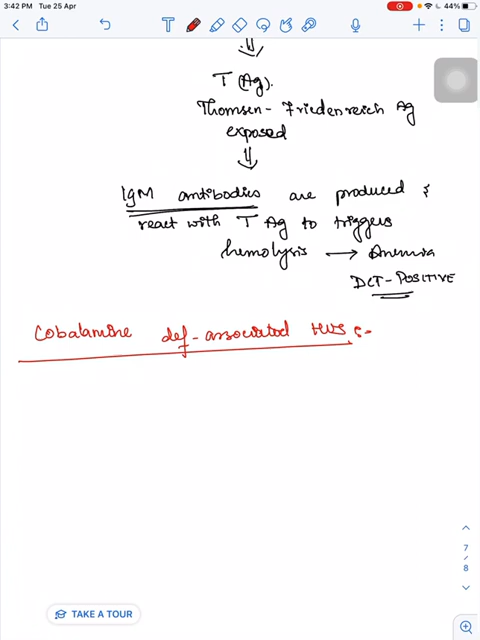 3:42 PM Tue 25 Apr
44%
T (Ag).
Thomsen - Friedenreich Ag
exposed
IgM antibodies are produced &
react with T Ag to triggers
hemolysis → Anemia
DCT - POSITIVE
Cobalamine def - associated HUS :-
7
/
8
TAKE A TOUR